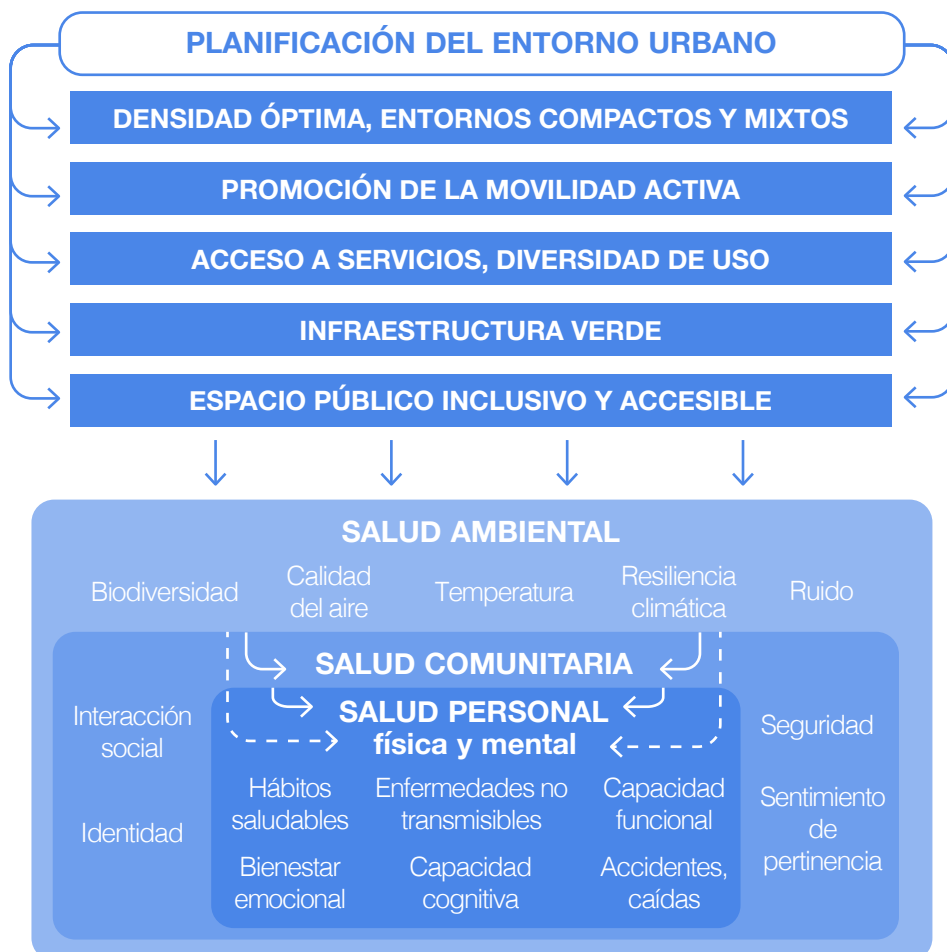 PLANIFICACIÓN DEL ENTORNO URBANO
DENSIDAD ÓPTIMA, ENTORNOS COMPACTOS Y MIXTOS
PROMOCIÓN DE LA MOVILIDAD ACTIVA
ACCESO A SERVICIOS, DIVERSIDAD DE USO
INFRAESTRUCTURA VERDE
ESPACIO PÚBLICO INCLUSIVO Y ACCESIBLE
SALUD AMBIENTAL
Biodiversidad
Calidad
del aire
Temperatura
Resiliencia
climática
Ruido
SALUD COMUNITARIA
Interacción
social
Identidad
Seguridad
Sentimiento
de
pertinencia
SALUD PERSONAL
física y mental
Hábitos
saludables
Enfermedades no
transmisibles
Capacidad
funcional
Bienestar
emocional
Capacidad
cognitiva
Accidentes,
caídas